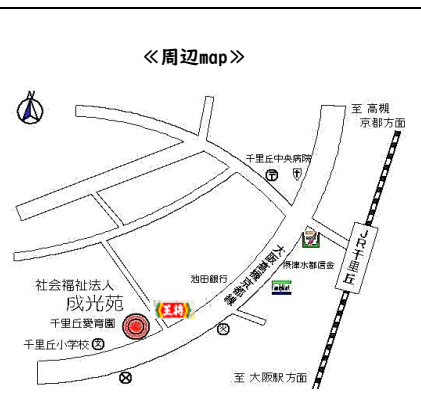 ≪周辺map≫
至 高槻
京都方面
千里丘中央病院
JR千里丘
大阪高槻京都線
摂津水都信金
池田銀行
FamilyMart
社会福祉法人
成光苑
王将
千里丘愛育園
千里丘小学校 文
文
至 大阪駅方面